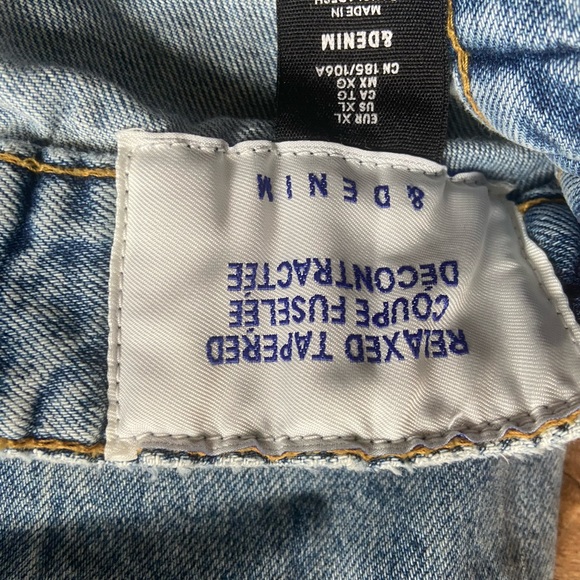 & DENIM
RELAXED TAPERED
COUPE FUSELÉE
DÉCONTRACTÉE
EUR XL
US XL
CA TG
MX XG
CN 185/106A
&DENIM
MADE IN